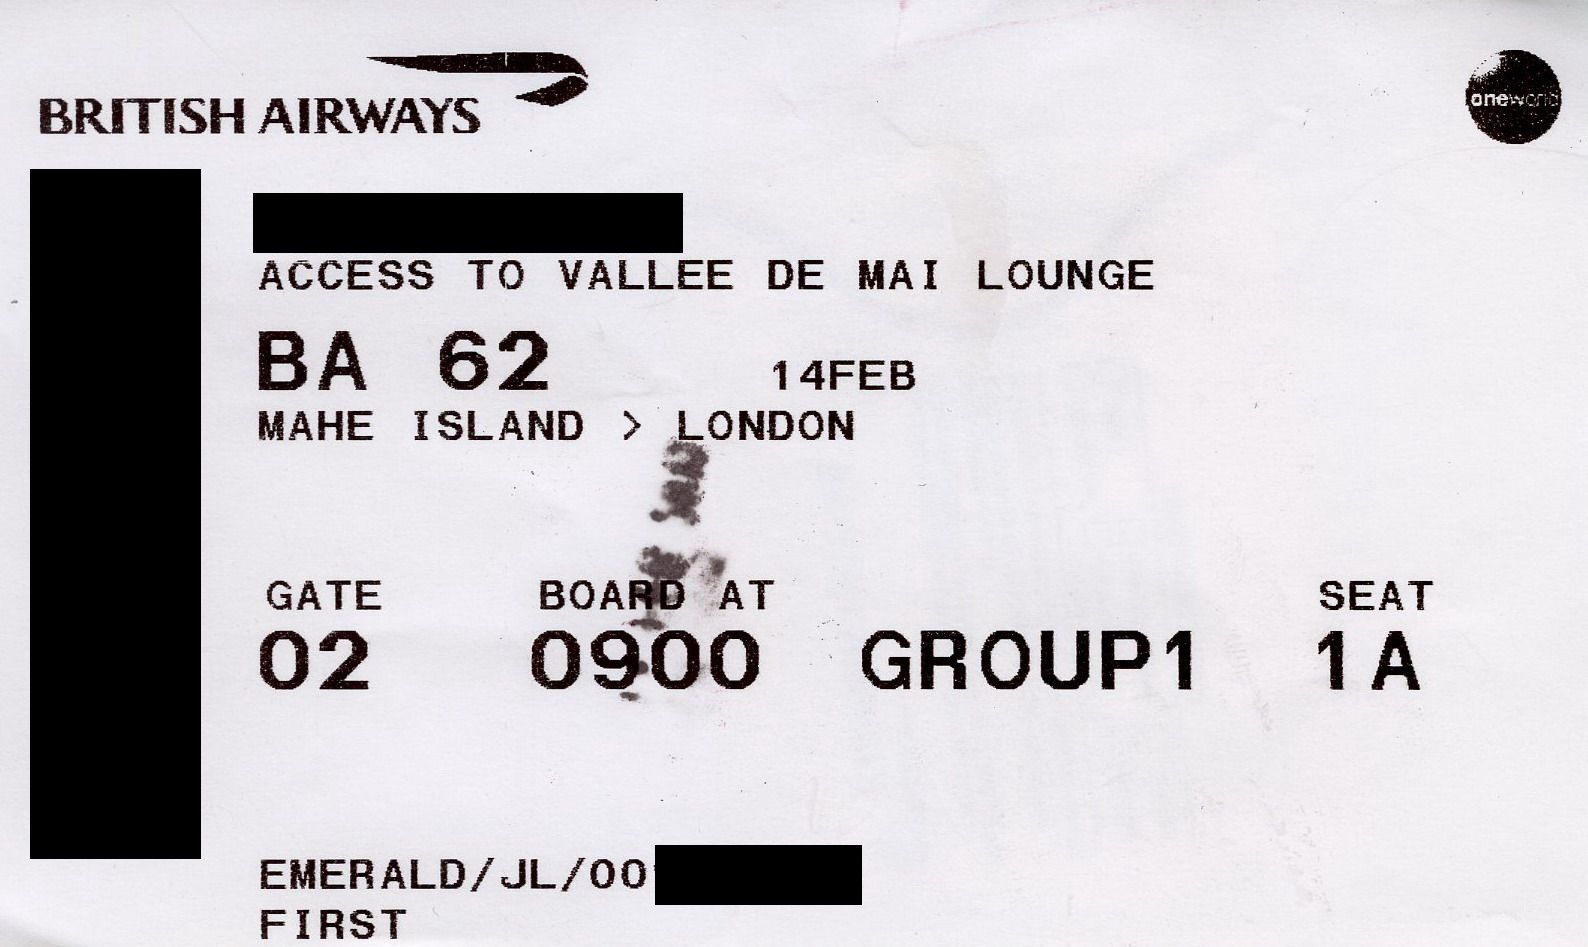 BRITISH AIRWAYS
oneworld
ACCESS TO VALLEE DE MAI LOUNGE
BA 62 14FEB
MAHE ISLAND > LONDON
GATE BOARD AT SEAT
02 0900 GROUP1 1A
EMERALD/JL/00
FIRST